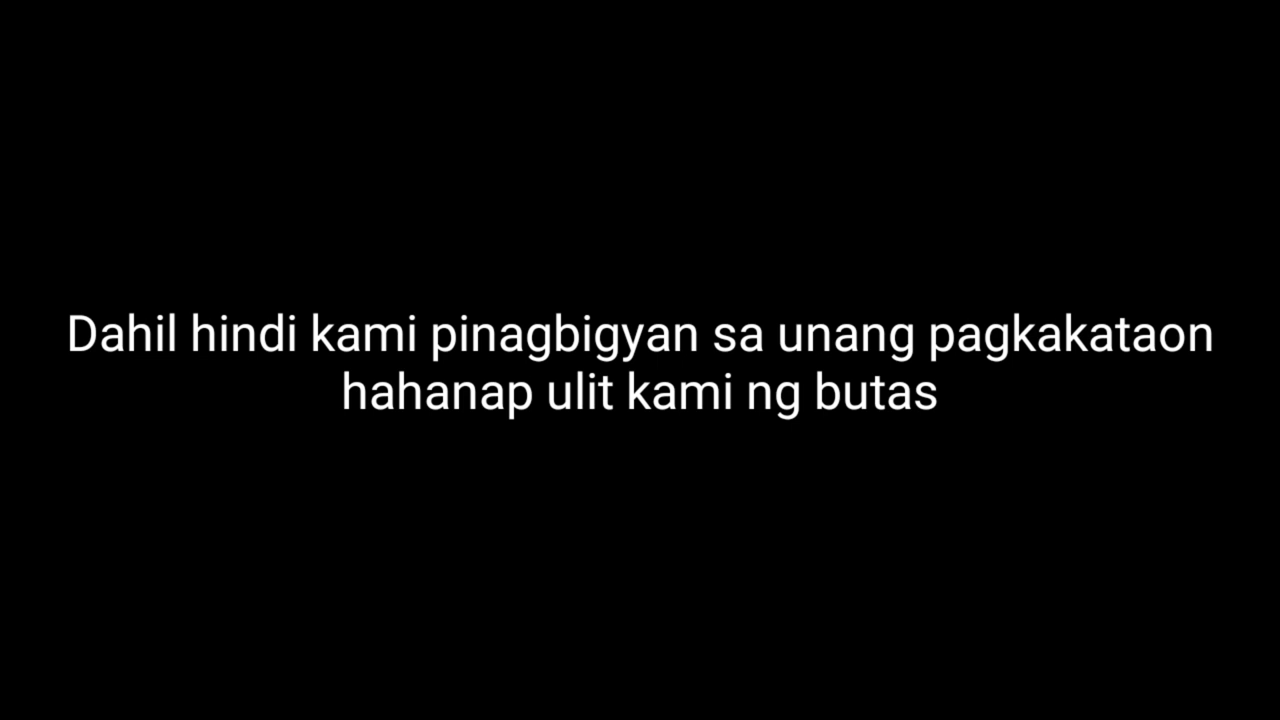 Dahil hindi kami pinagbigyan sa unang pagkakataon
hahanap ulit kami ng butas